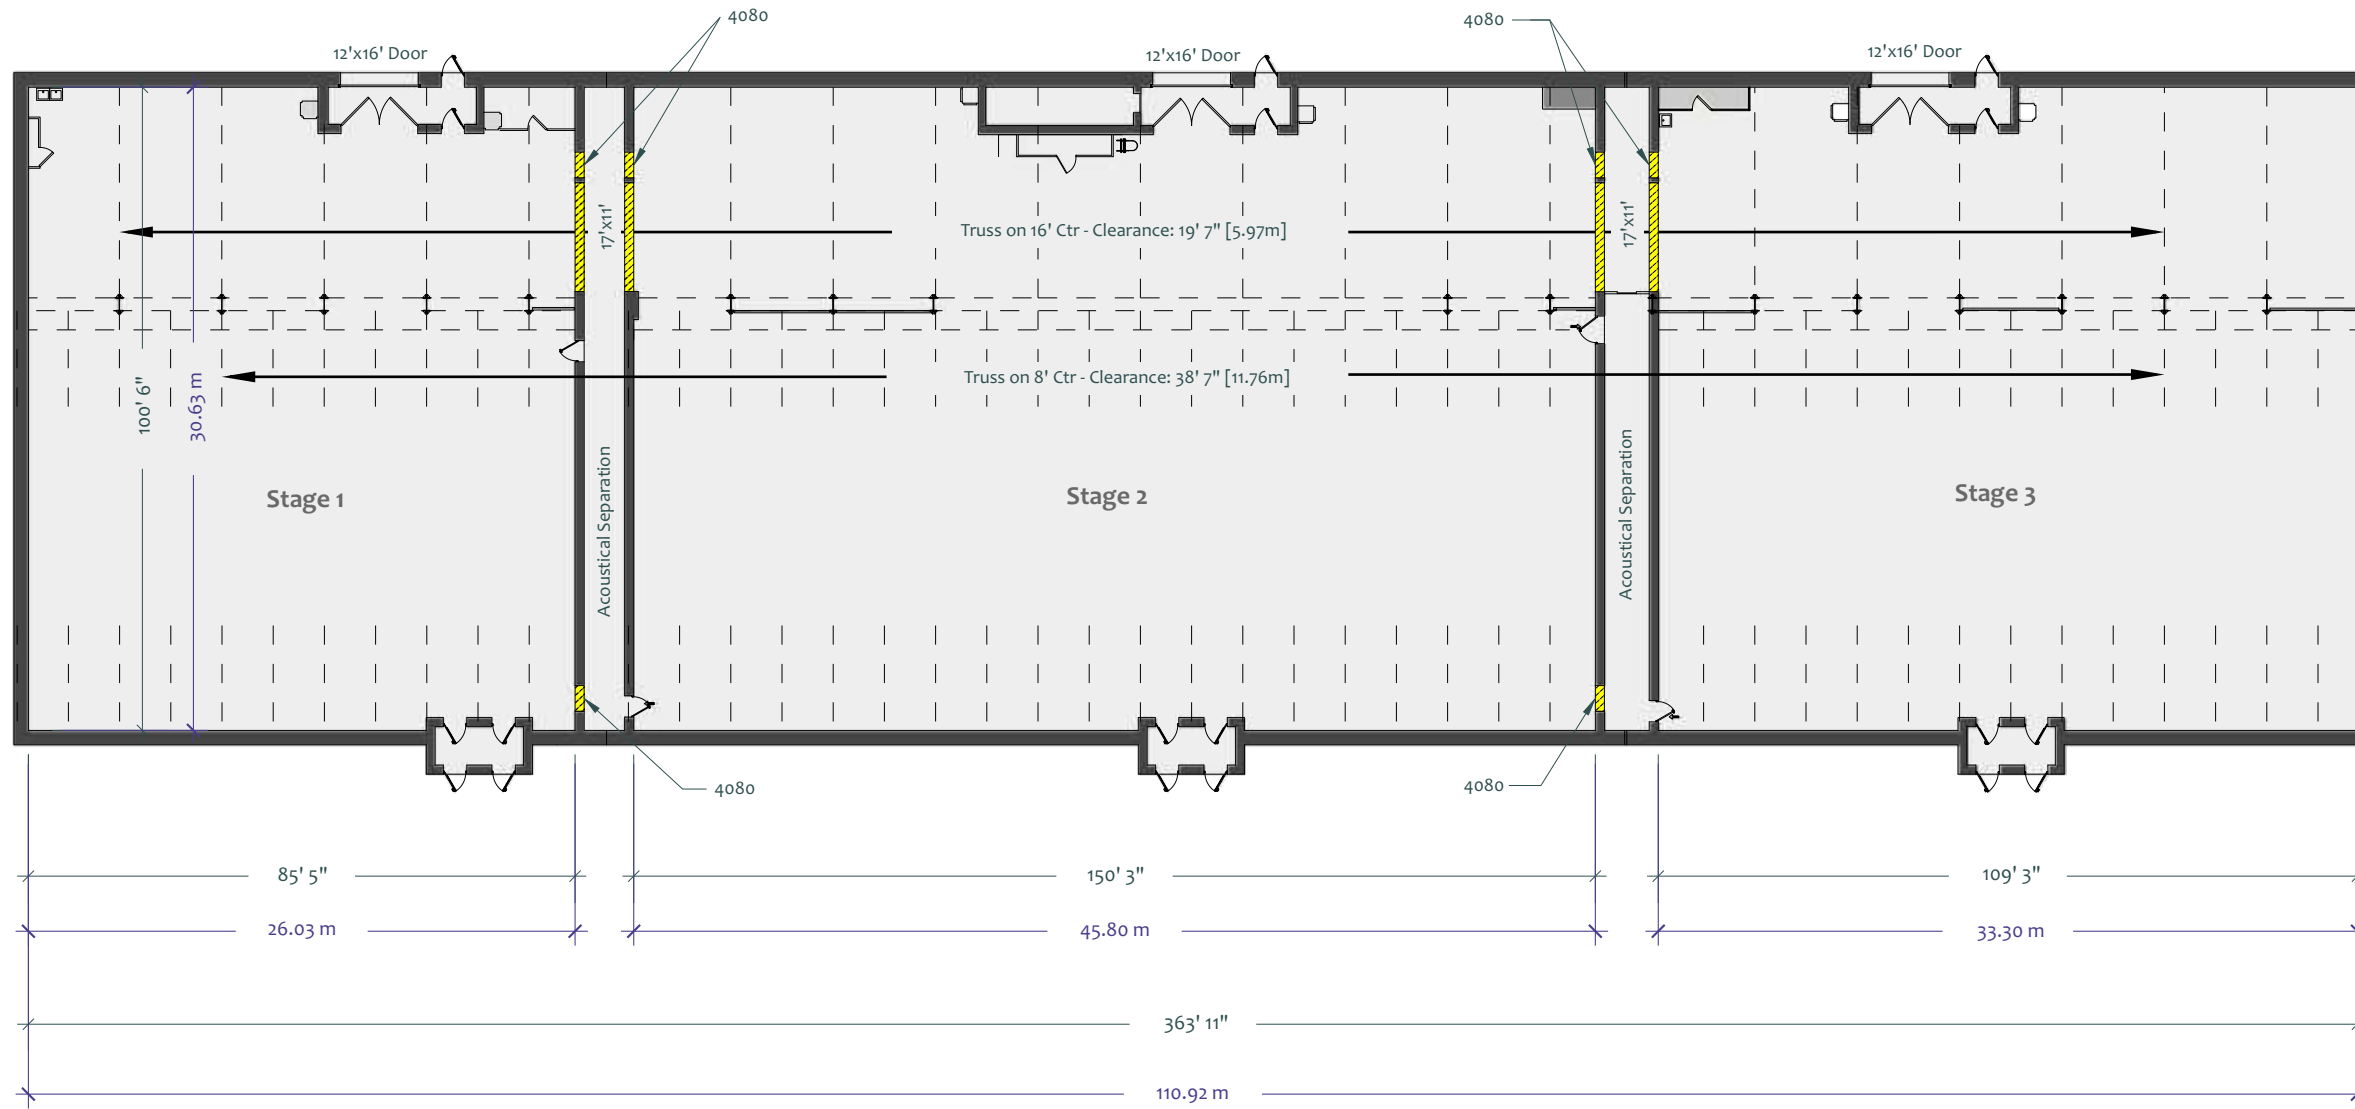 4080
4080
12'x16' Door
12'x16' Door
12'x16' Door
17'x11'
Truss on 16' Ctr - Clearance: 19' 7" [5.97m]
17'x11'
100' 6"
30.63 m
Truss on 8' Ctr - Clearance: 38' 7" [11.76m]
Stage 1
Acoustical Separation
Stage 2
Acoustical Separation
Stage 3
4080
4080
85' 5"
150' 3"
109' 3"
26.03 m
45.80 m
33.30 m
363' 11"
110.92 m